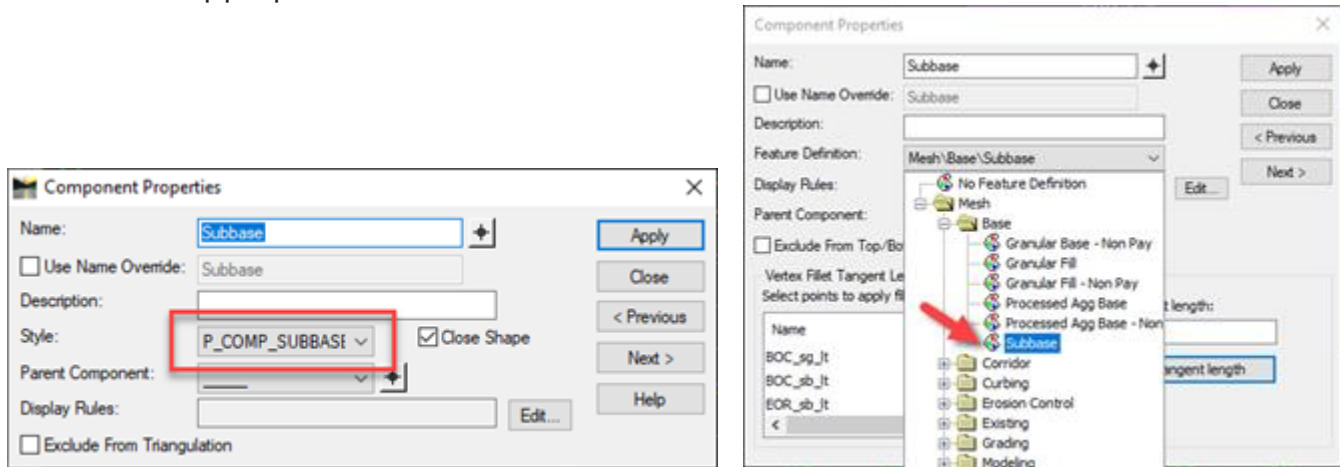 Component Properties
Name:
Subbase
Apply
Use Name Override:
Subbase
Close
Description:
< Previous
Style:
P_COMP_SUBBASE
Close Shape
Next >
Parent Component:
Help
Display Rules:
Edit...
Exclude From Triangulation
Component Properties
Name:
Subbase
Apply
Use Name Override:
Subbase
Close
Description:
< Previous
Feature Definition:
Mesh\Base\Subbase
Next >
Display Rules:
No Feature Definition
Edit...
Mesh
Parent Component:
Base
Exclude From Top/Bo
Granular Base - Non Pay
Granular Fill
Vertex Fillet Tangent Le
Granular Fill - Non Pay
Select points to apply fi
Processed Agg Base
t length:
Name
Processed Agg Base - Non
Subbase
BOC_sg_lt
Corridor
angent length
BOC_sb_lt
Curbing
EOR_sb_lt
Erosion Control
<
Existing
Grading
Modeling